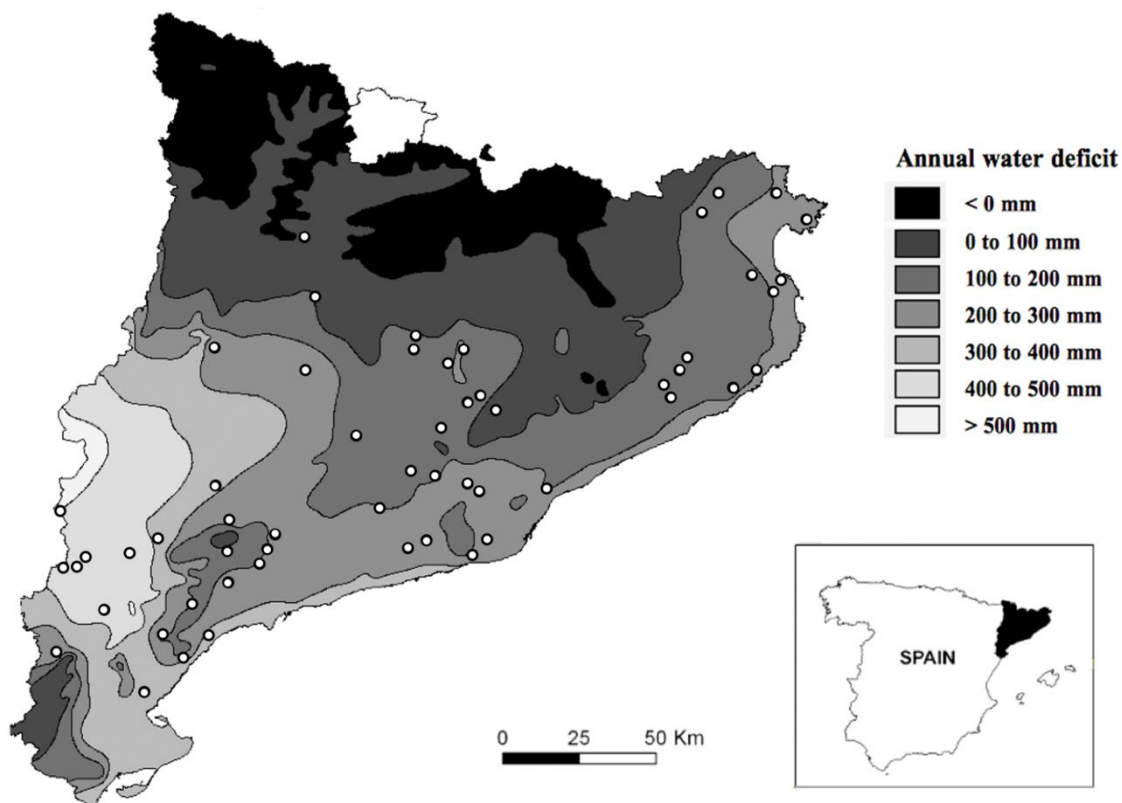 Annual water deficit
< 0 mm
0 to 100 mm
100 to 200 mm
200 to 300 mm
300 to 400 mm
400 to 500 mm
> 500 mm
SPAIN
0 25 50 Km